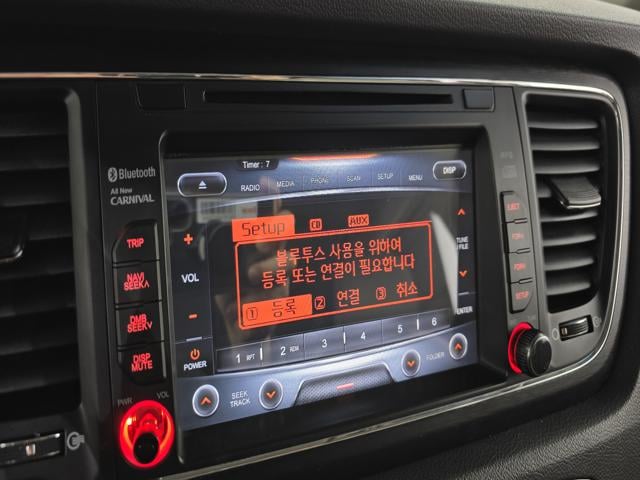 Timer : 7
Bluetooth
All New
CARNIVAL
RADIO MEDIA PHONE SCAN SETUP MENU DISP
TRIP
NAVI
SEEK∧
DMB
SEEK∨
DISP
MUTE
PWR VOL
+
VOL
-
POWER
Setup CD AUX
블루투스 사용을 위하여
등록 또는 연결이 필요합니다
① 등록 ② 연결 ③ 취소
TUNE
/FILE
ENTER
1 RPT 2 RDM 3 4 5 6
SEEK
TRACK
FOLDER
EJECT
SETUP